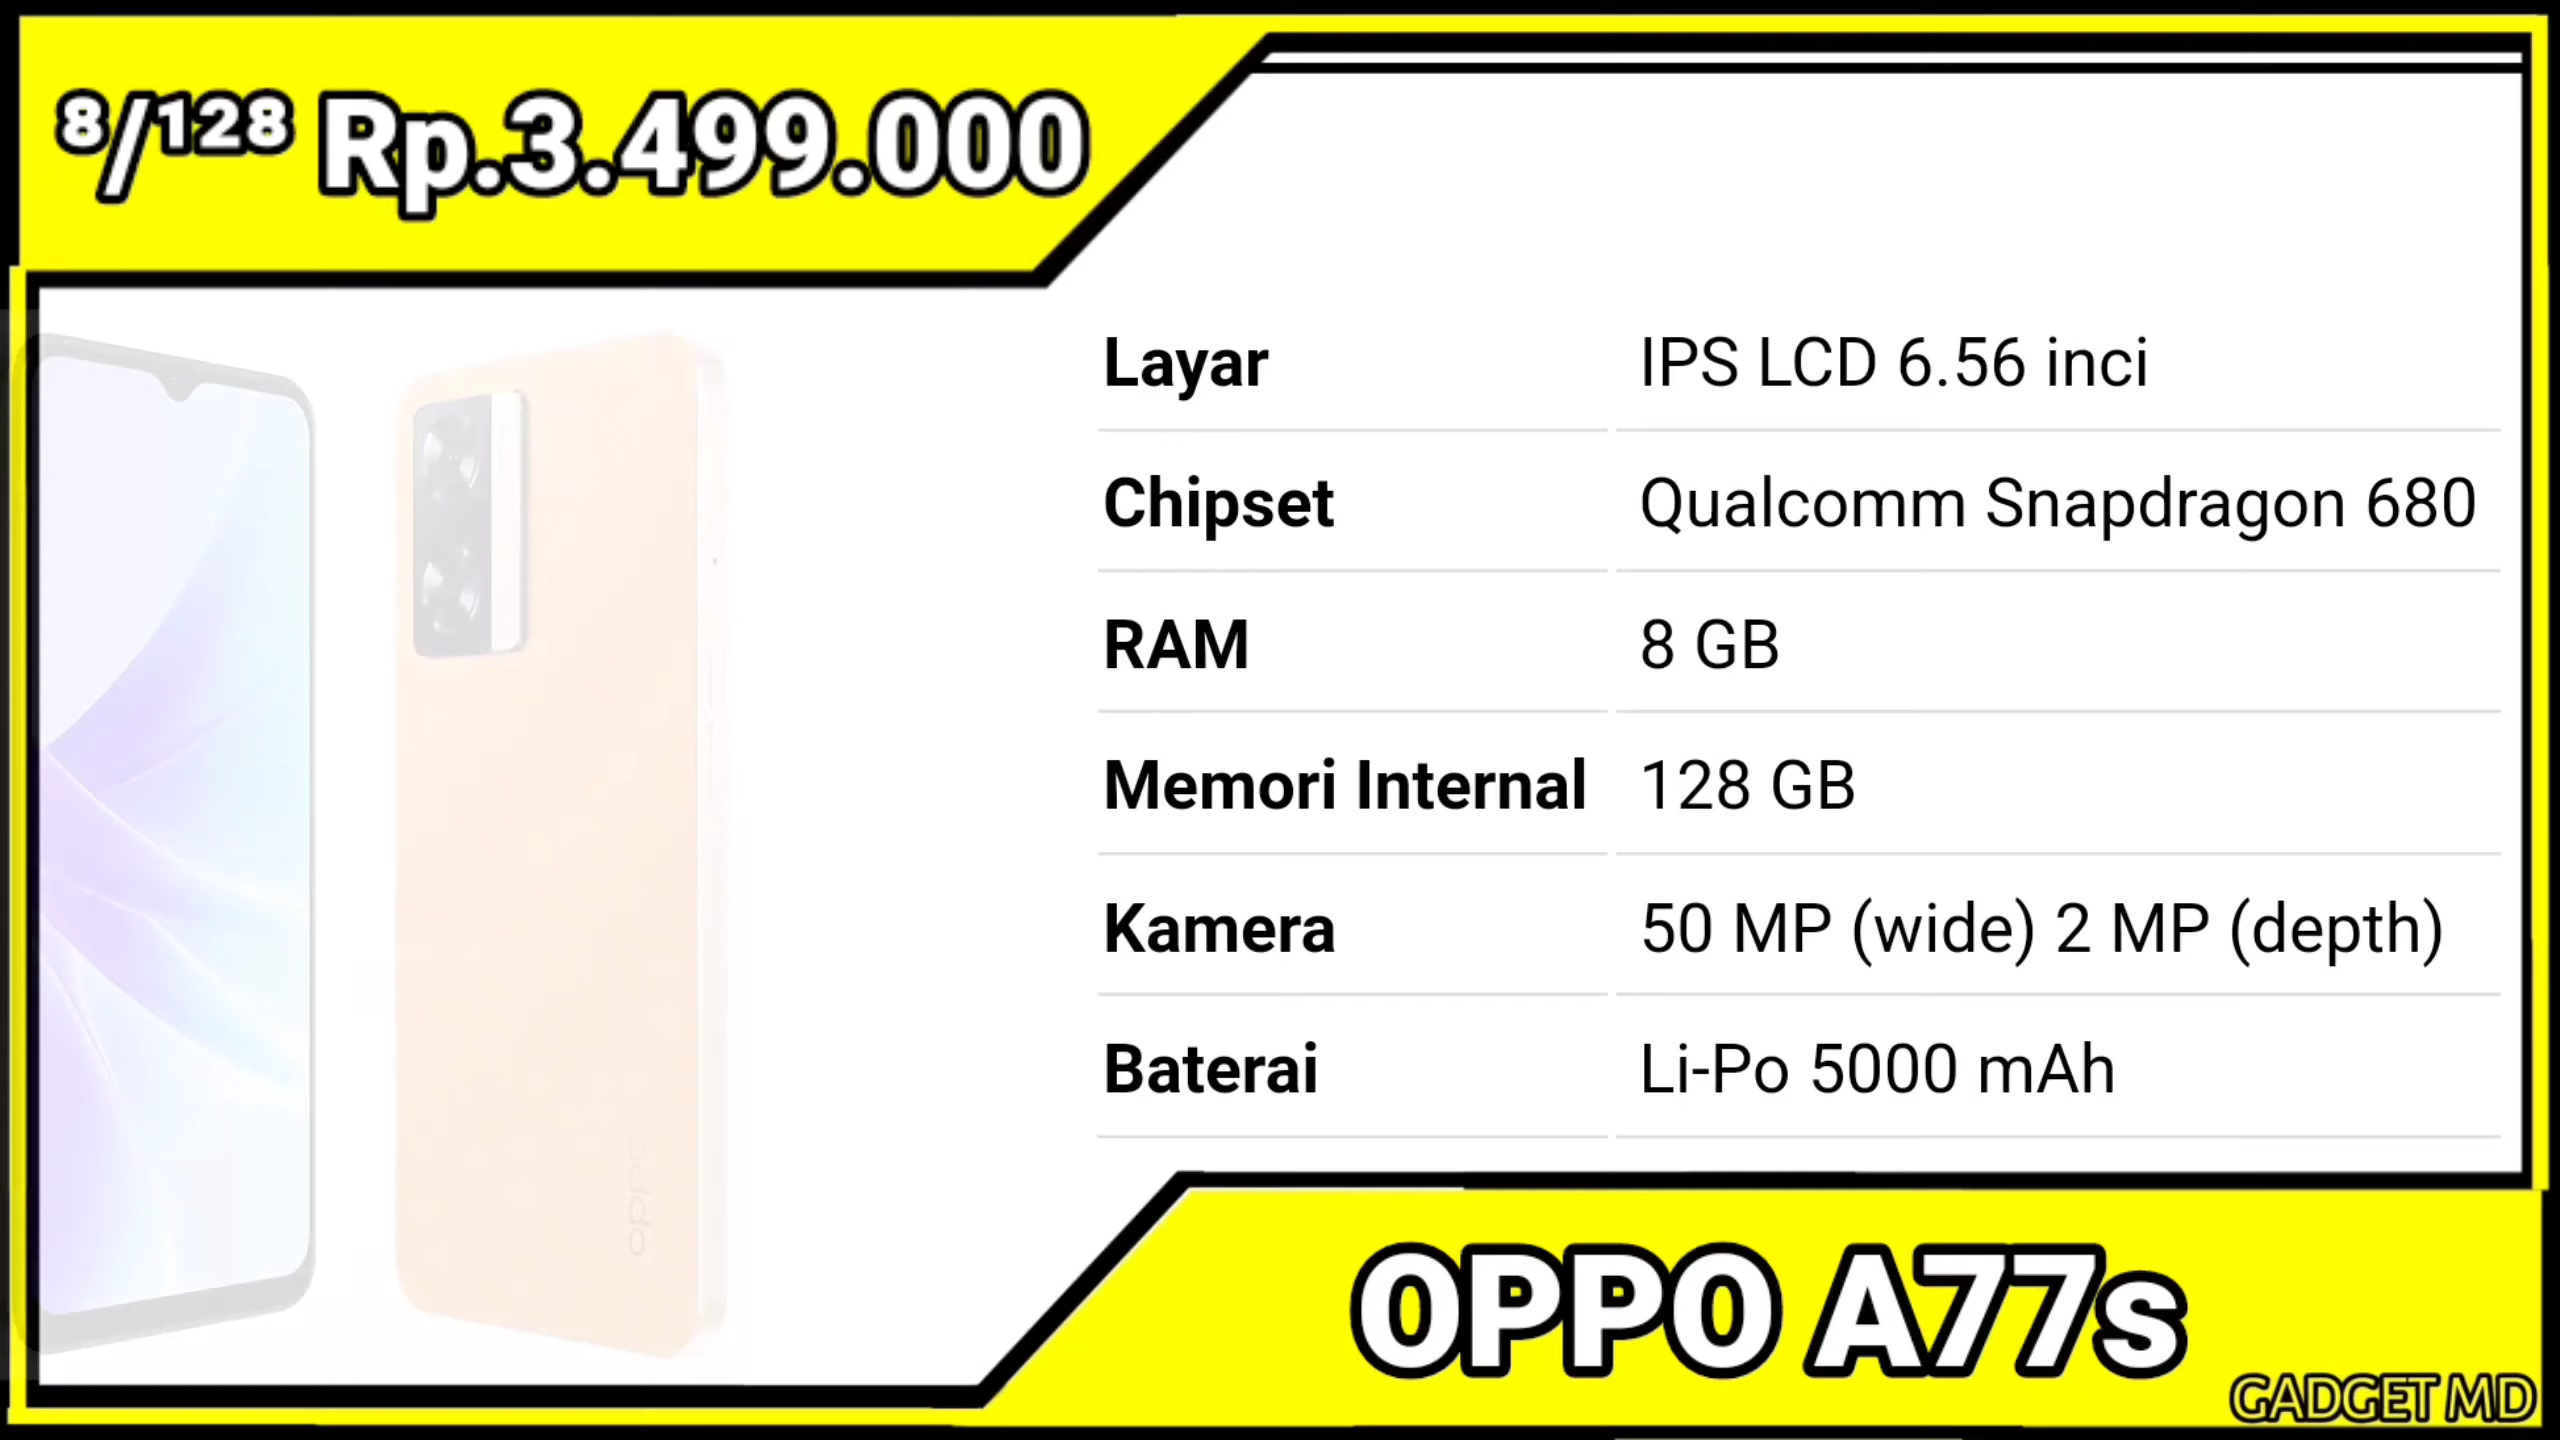 8/128 Rp.3.499.000
Layar IPS LCD 6.56 inci
Chipset Qualcomm Snapdragon 680
RAM 8 GB
Memori Internal 128 GB
Kamera 50 MP (wide) 2 MP (depth)
Baterai Li-Po 5000 mAh
oppo
OPPO A77s
GADGET MD